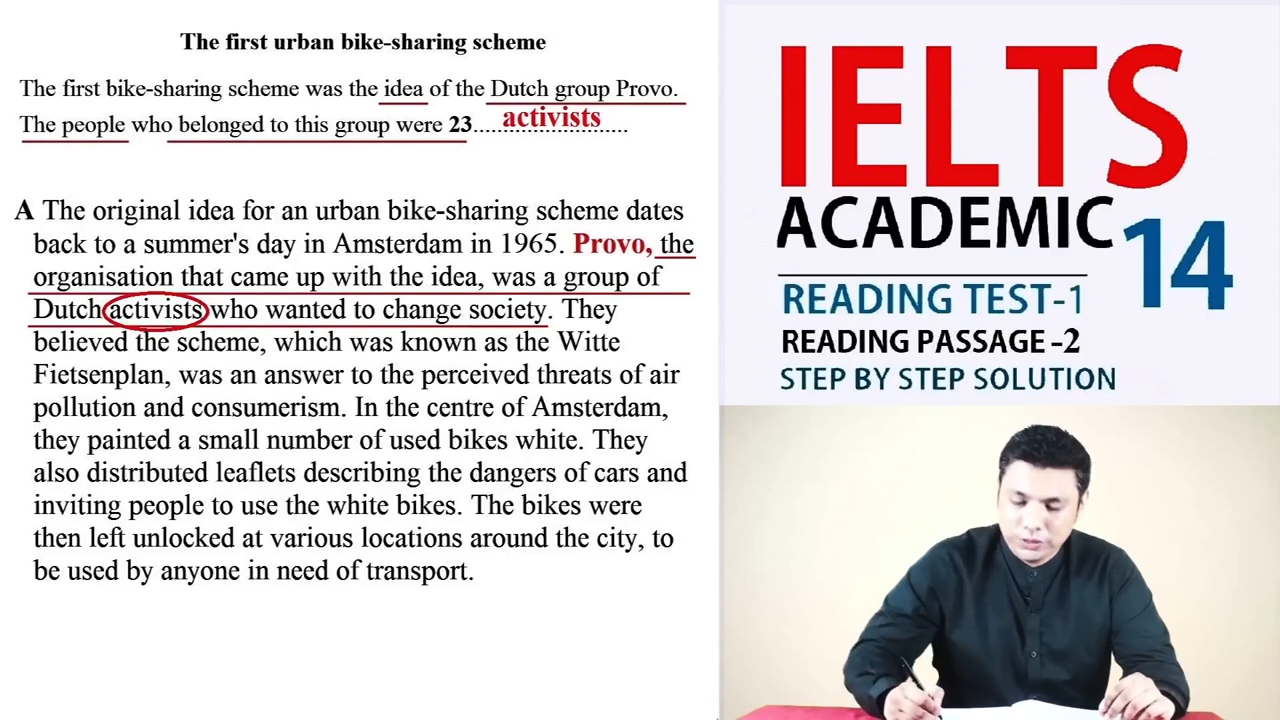 The first urban bike-sharing scheme
The first bike-sharing scheme was the idea of the Dutch group Provo.
The people who belonged to this group were 23....activists....
A The original idea for an urban bike-sharing scheme dates
back to a summer's day in Amsterdam in 1965. Provo, the
organisation that came up with the idea, was a group of
Dutch activists who wanted to change society. They
believed the scheme, which was known as the Witte
Fietsenplan, was an answer to the perceived threats of air
pollution and consumerism. In the centre of Amsterdam,
they painted a small number of used bikes white. They
also distributed leaflets describing the dangers of cars and
inviting people to use the white bikes. The bikes were
then left unlocked at various locations around the city, to
be used by anyone in need of transport.
IELTS
ACADEMIC 14
READING TEST-1
READING PASSAGE -2
STEP BY STEP SOLUTION